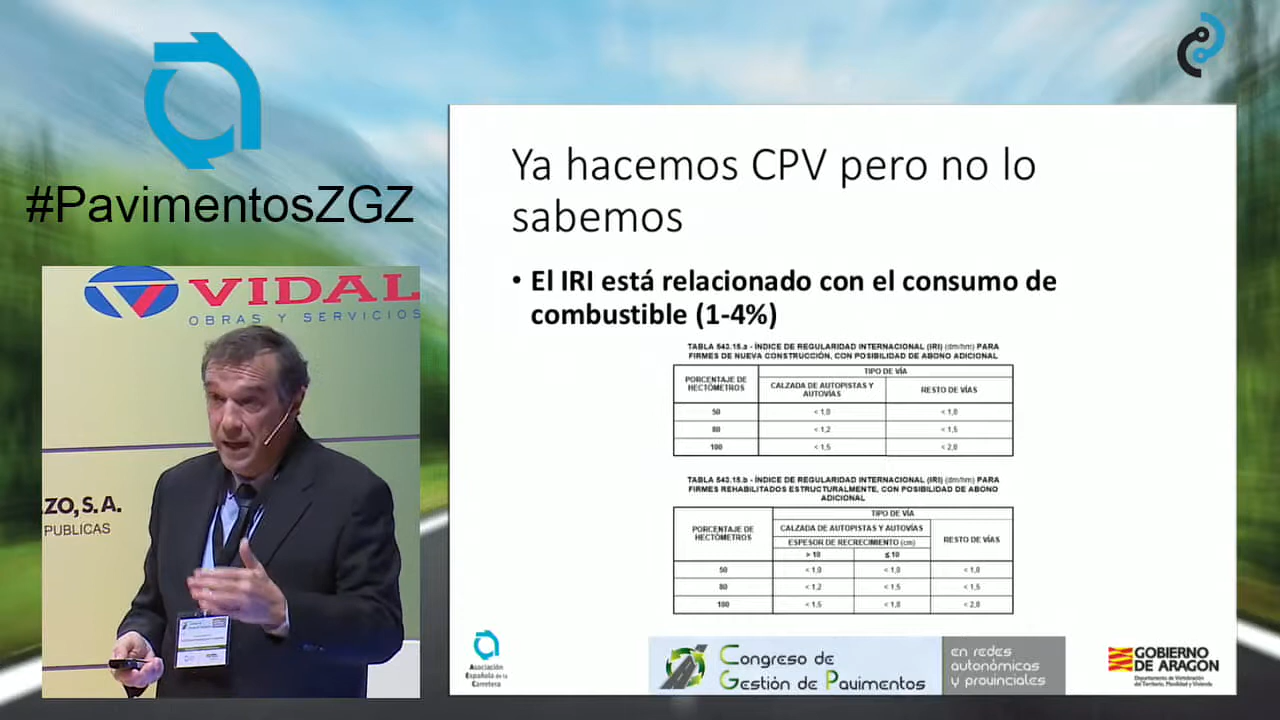 #PavimentosZGZ
VIDAL
OBRAS Y SERVICIOS
ZO, S.A.
PUBLICAS
Ya hacemos CPV pero no lo
sabemos
• El IRI está relacionado con el consumo de
combustible (1-4%)
TABLA 543.15.a - ÍNDICE DE REGULARIDAD INTERNACIONAL (IRI) (dm/hm) PARA
FIRMES DE NUEVA CONSTRUCCIÓN, CON POSIBILIDAD DE ABONO ADICIONAL
PORCENTAJE DE
HECTÓMETROS
TIPO DE VÍA
CALZADA DE AUTOPISTAS Y
AUTOVÍAS
RESTO DE VÍAS
50 < 1,0 < 1,0
80 < 1,2 < 1,5
100 < 1,5 < 2,0
TABLA 543.15.b - ÍNDICE DE REGULARIDAD INTERNACIONAL (IRI) (dm/hm) PARA
FIRMES REHABILITADOS ESTRUCTURALMENTE, CON POSIBILIDAD DE ABONO
ADICIONAL
PORCENTAJE DE
HECTÓMETROS
TIPO DE VÍA
CALZADA DE AUTOPISTAS Y AUTOVÍAS
RESTO DE VÍAS
ESPESOR DE RECRECIMIENTO (cm)
> 10 ≤ 10
50 < 1,0 < 1,0 < 1,0
80 < 1,2 < 1,5 < 1,5
100 < 1,5 < 1,8 < 2,0
Asociación
Española de la
Carretera
Congreso de
Gestión de Pavimentos
en redes
autonómicas
y provinciales
GOBIERNO
DE ARAGON
Departamento de Vertebración
del Territorio, Movilidad y Vivienda